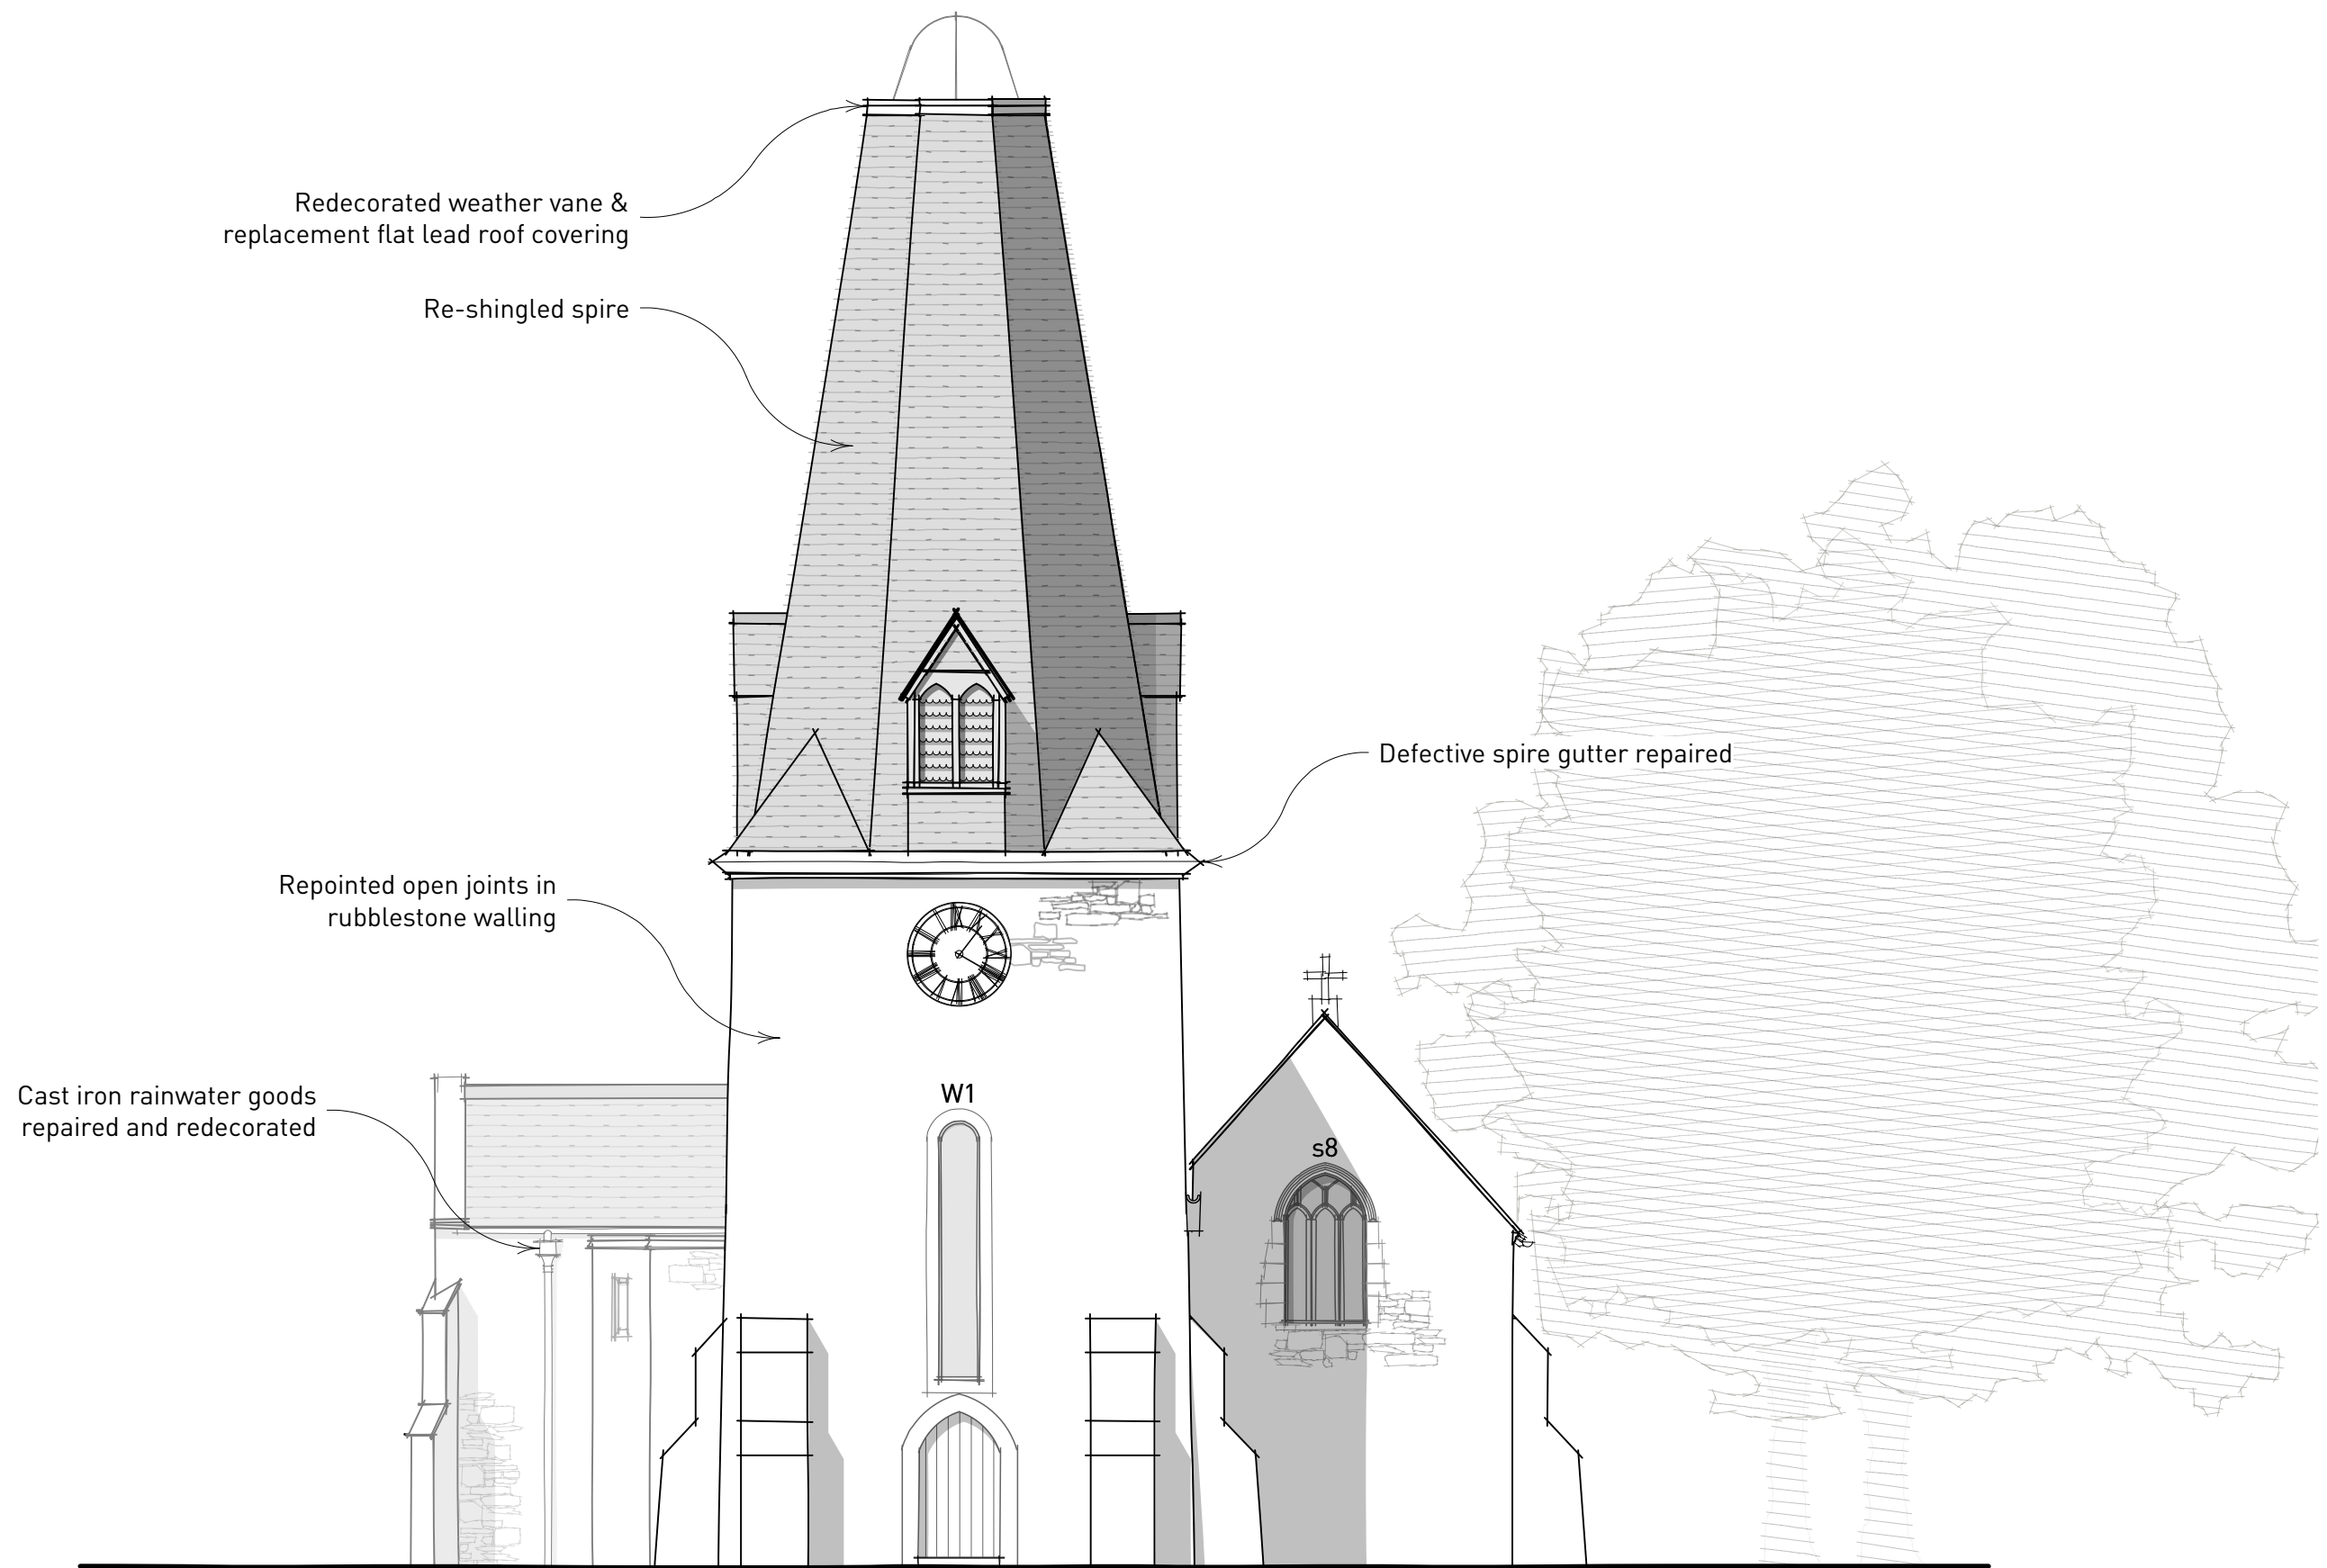 Redecorated weather vane &
replacement flat lead roof covering
Re-shingled spire
Defective spire gutter repaired
Repointed open joints in
rubblestone walling
W1
Cast iron rainwater goods
repaired and redecorated
s8